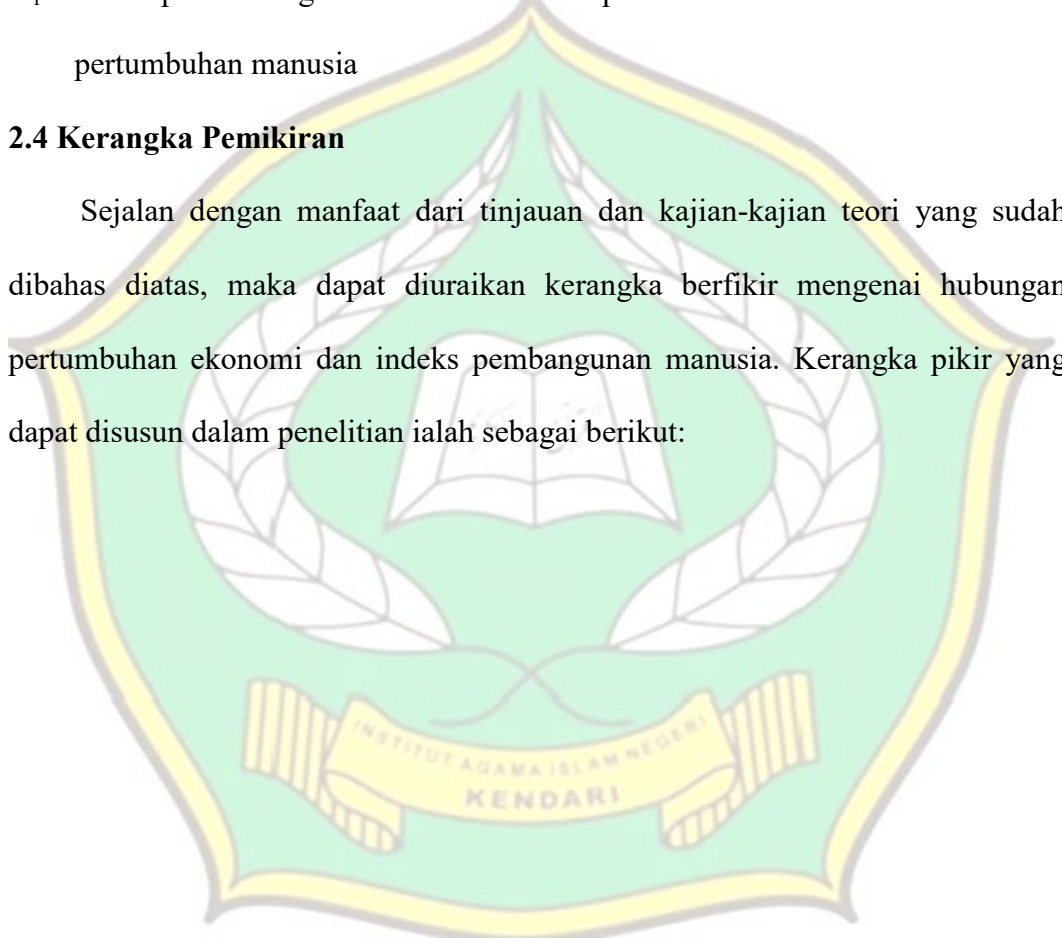 pertumbuhan manusia
2.4 Kerangka Pemikiran
Sejalan dengan manfaat dari tinjauan dan kajian-kajian teori yang sudah
dibahas diatas, maka dapat diuraikan kerangka berfikir mengenai hubungan
pertumbuhan ekonomi dan indeks pembangunan manusia. Kerangka pikir yang
dapat disusun dalam penelitian ialah sebagai berikut:
INSTITUT AGAMA ISLAM NEGERI
KENDARI